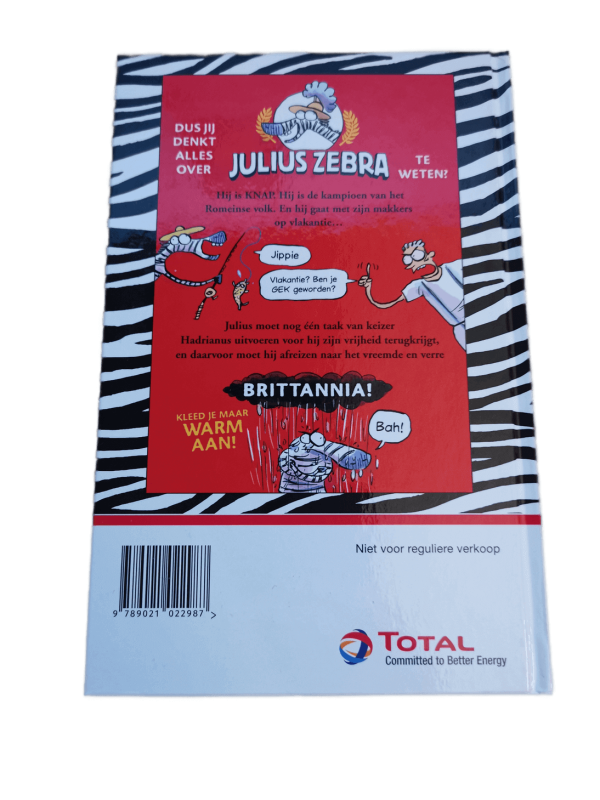 DUS JIJ
DENKT
ALLES
OVER
JULIUS ZEBRA
TE
WETEN?
Hij is KNAP. Hij is de kampioen van het
Romeinse volk. En hij gaat met zijn makkers
op vlakantie...
Jippie
Vlakantie? Ben je
GEK geworden?
Julius moet nog één taak van keizer
Hadrianus uitvoeren voor hij zijn vrijheid terugkrijgt,
en daarvoor moet hij afreizen naar het vreemde en verre
BRITTANNIA!
KLEED JE MAAR
WARM
AAN!
Bah!
Niet voor reguliere verkoop
9 789021 022987 >
TOTAL
Committed to Better Energy